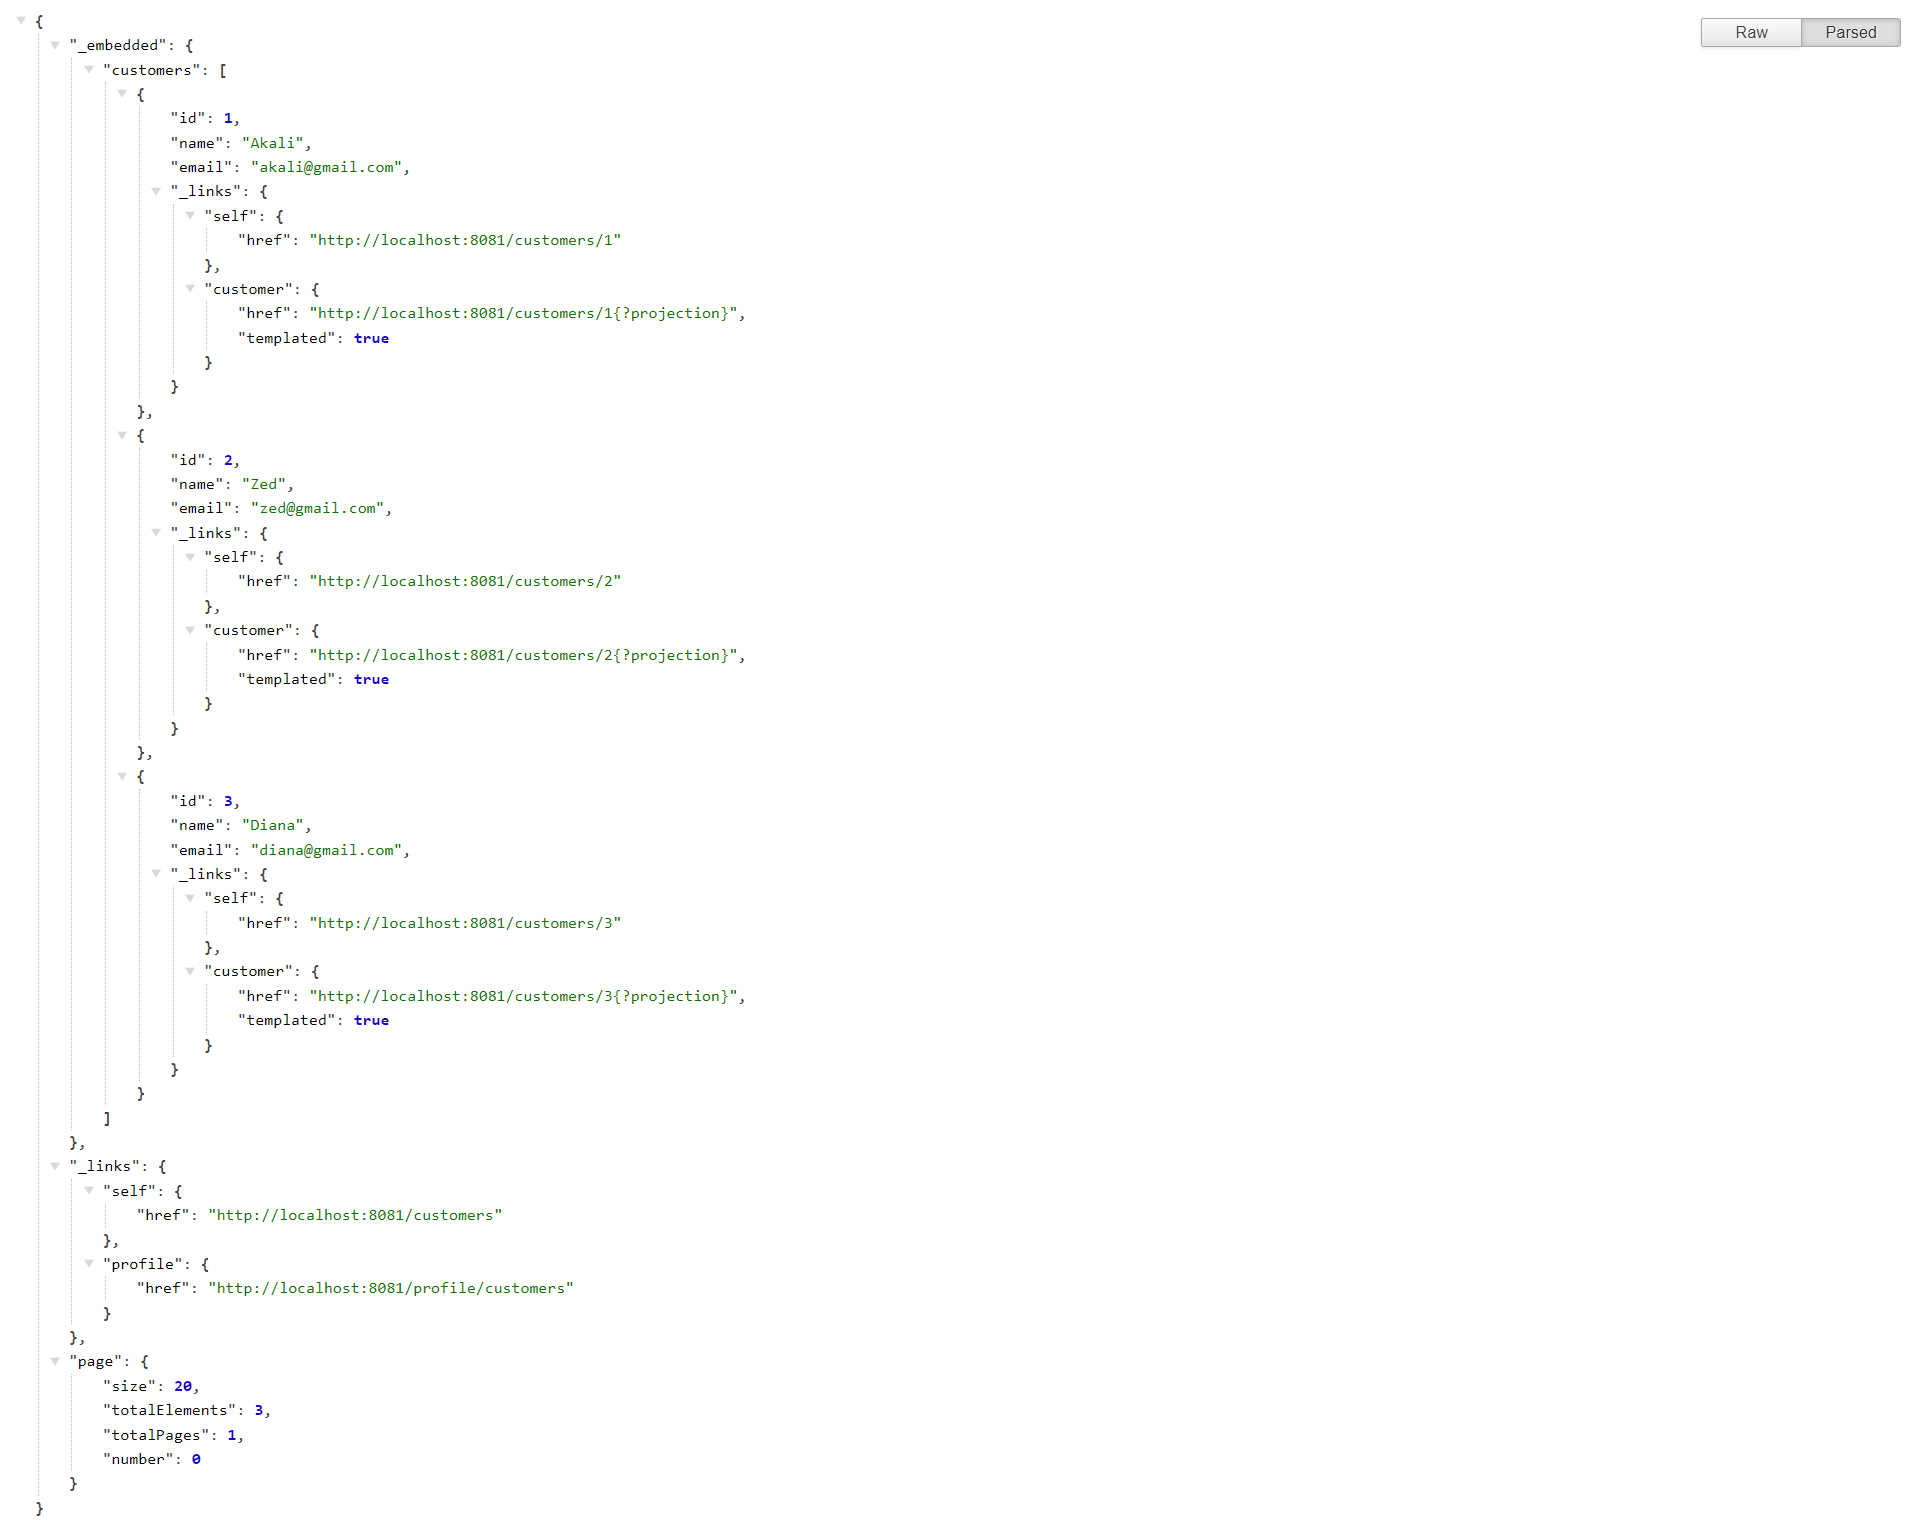 {
Raw Parsed
"_embedded": {
"customers": [
{
"id": 1,
"name": "Akali",
"email": "akali@gmail.com",
"_links": {
"self": {
"href": "http://localhost:8081/customers/1"
},
"customer": {
"href": "http://localhost:8081/customers/1{?projection}",
"templated": true
}
}
},
{
"id": 2,
"name": "Zed",
"email": "zed@gmail.com",
"_links": {
"self": {
"href": "http://localhost:8081/customers/2"
},
"customer": {
"href": "http://localhost:8081/customers/2{?projection}",
"templated": true
}
}
},
{
"id": 3,
"name": "Diana",
"email": "diana@gmail.com",
"_links": {
"self": {
"href": "http://localhost:8081/customers/3"
},
"customer": {
"href": "http://localhost:8081/customers/3{?projection}",
"templated": true
}
}
}
]
},
"_links": {
"self": {
"href": "http://localhost:8081/customers"
},
"profile": {
"href": "http://localhost:8081/profile/customers"
}
},
"page": {
"size": 20,
"totalElements": 3,
"totalPages": 1,
"number": 0
}
}